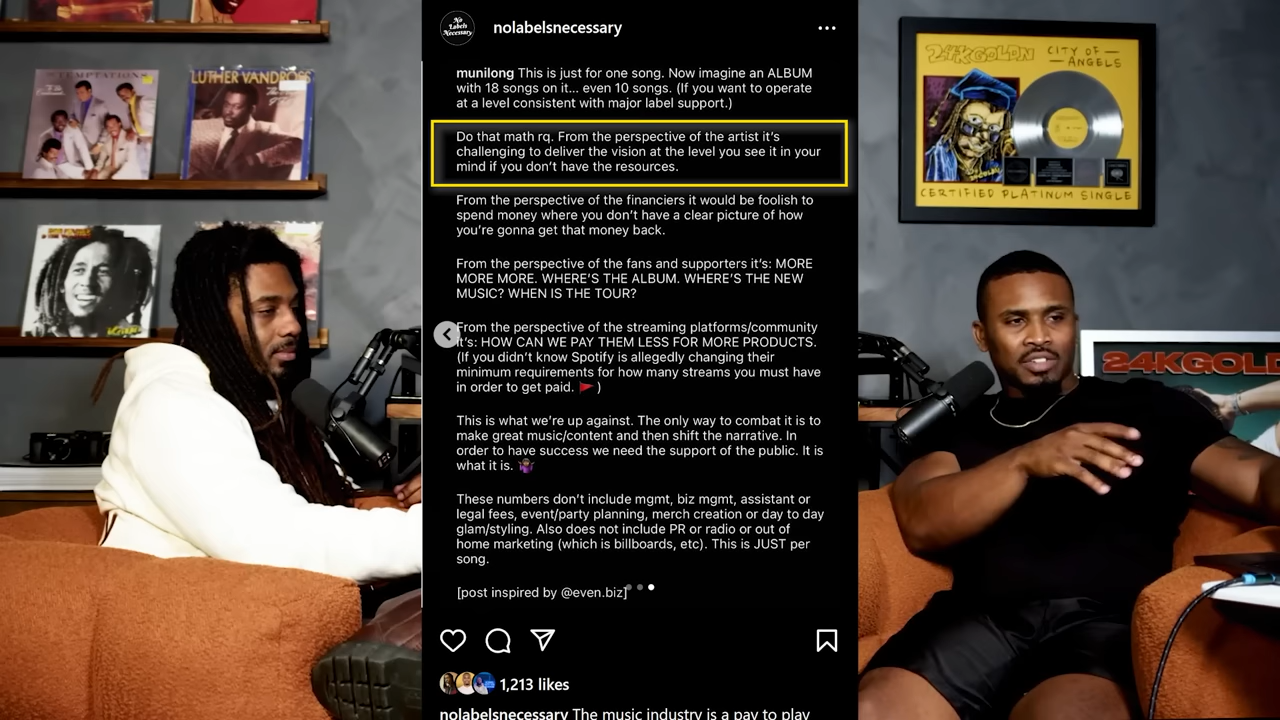 THE TEMPTATIONS
LUTHER VANDROSS
No
Labels
Necessary
nolabelsnecessary
munilong This is just for one song. Now imagine an ALBUM
with 18 songs on it... even 10 songs. (If you want to operate
at a level consistent with major label support.)
Do that math rq. From the perspective of the artist it's
challenging to deliver the vision at the level you see it in your
mind if you don't have the resources.
From the perspective of the financiers it would be foolish to
spend money where you don't have a clear picture of how
you're gonna get that money back.
From the perspective of the fans and supporters it's: MORE
MORE MORE. WHERE'S THE ALBUM. WHERE'S THE NEW
MUSIC? WHEN IS THE TOUR?
From the perspective of the streaming platforms/community
it's: HOW CAN WE PAY THEM LESS FOR MORE PRODUCTS.
(If you didn't know Spotify is allegedly changing their
minimum requirements for how many streams you must have
in order to get paid. 🚩 )
This is what we're up against. The only way to combat it is to
make great music/content and then shift the narrative. In
order to have success we need the support of the public. It is
what it is. 🤷🏾‍♀️
These numbers don't include mgmt, biz mgmt, assistant or
legal fees, event/party planning, merch creation or day to day
glam/styling. Also does not include PR or radio or out of
home marketing (which is billboards, etc). This is JUST per
song.
[post inspired by @even.biz]
1,213 likes
nolabelsnecessary The music industry is a pay to play
24KGOLDN
CITY OF
ANGELS
CERTIFIED PLATINUM SINGLE
24KGOLD